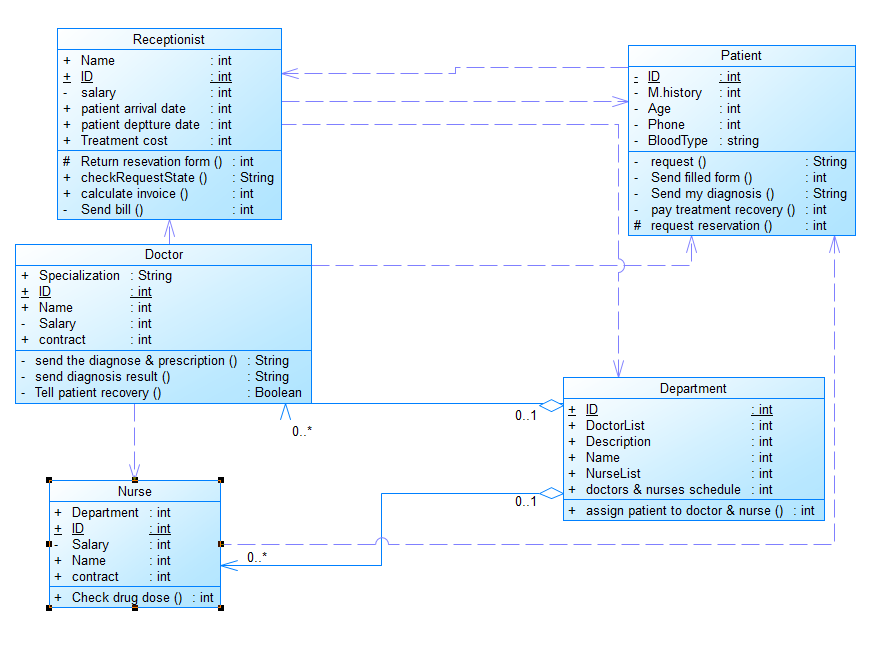 Receptionist
+ Name : int
+ ID : int
- salary : int
+ patient arrival date : int
+ patient deptture date : int
+ Treatment cost : int
# Return resevation form () : int
+ checkRequestState () : String
+ calculate invoice () : int
- Send bill () : int
Patient
- ID : int
- M.history : int
- Age : int
- Phone : int
- BloodType : string
- request () : String
- Send filled form () : int
- Send my diagnosis () : String
- pay treatment recovery () : int
# request reservation () : int
Doctor
+ Specialization : String
+ ID : int
+ Name : int
- Salary : int
+ contract : int
- send the diagnose & prescription () : String
- send diagnosis result () : String
- Tell patient recovery () : Boolean
0..1
0..*
Department
+ ID : int
+ DoctorList : int
+ Description : int
+ Name : int
+ NurseList : int
+ doctors & nurses schedule : int
+ assign patient to doctor & nurse () : int
0..1
0..*
Nurse
+ Department : int
+ ID : int
- Salary : int
+ Name : int
+ contract : int
+ Check drug dose () : int